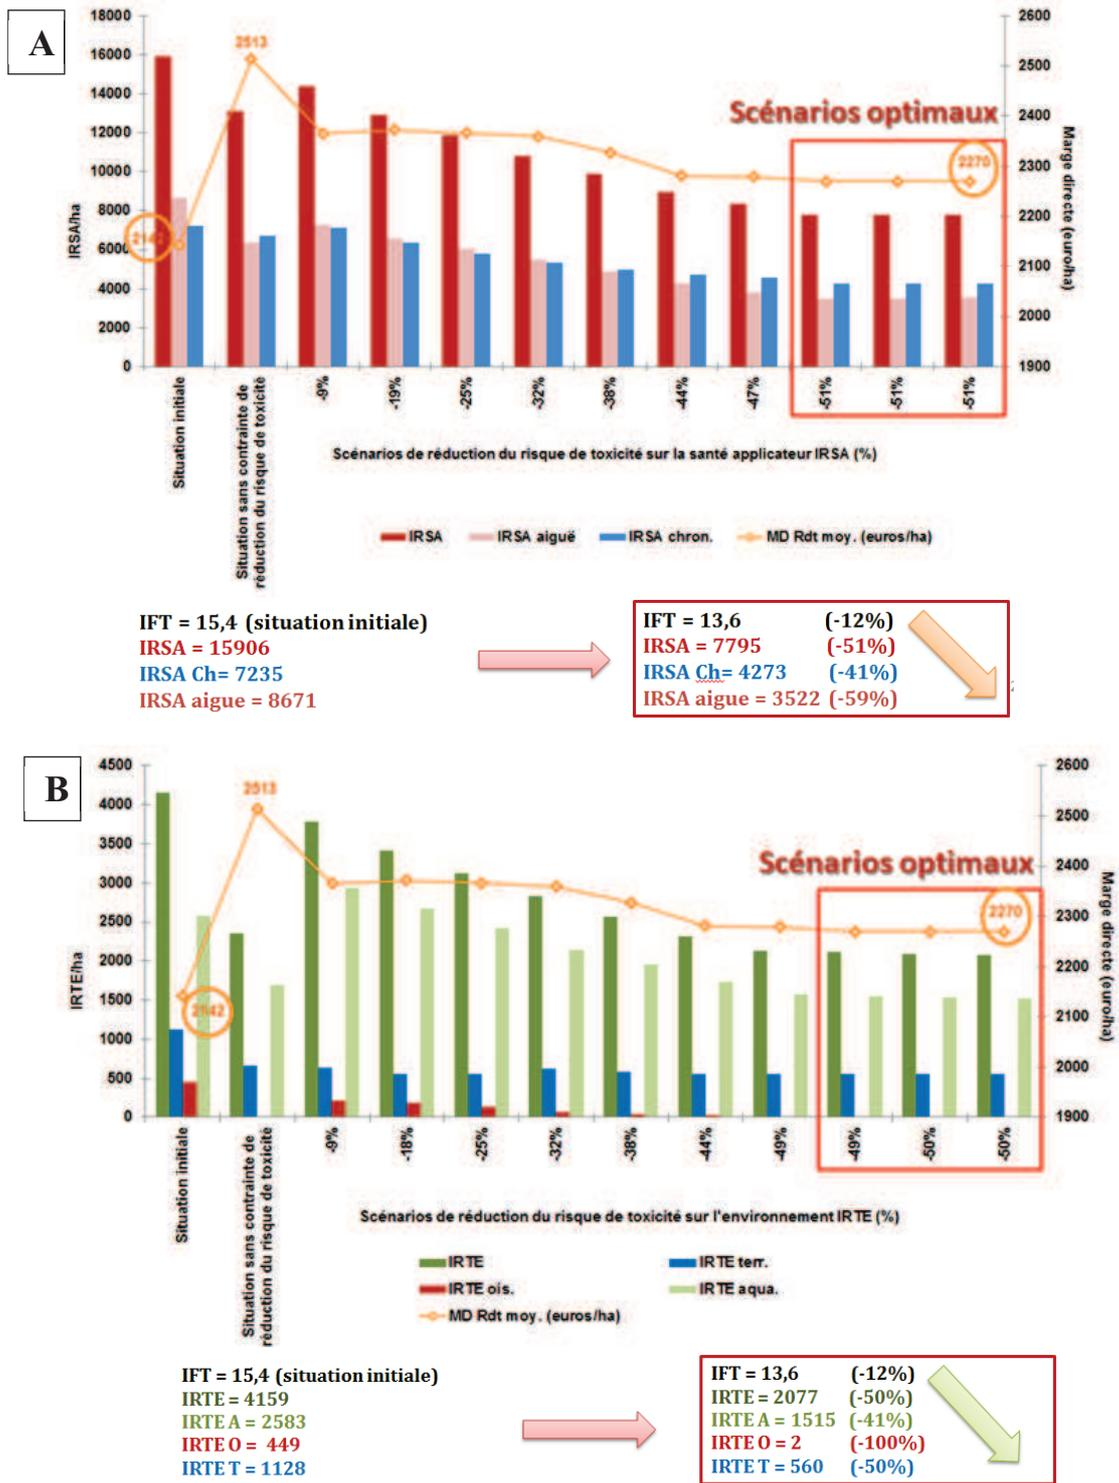 A
18000
16000
14000
12000
10000
8000
6000
4000
2000
0
IRSA/ha
2600
2500
2400
2300
2200
2100
2000
1900
Marge directe (euro/ha)
2142
2513
2270
Scénarios optimaux
Situation initiale
Situation sans contrainte de
réduction du risque de toxicité
-9%
-19%
-25%
-32%
-38%
-44%
-47%
-51%
-51%
-51%
Scénarios de réduction du risque de toxicité sur la santé applicateur IRSA (%)
IRSA IRSA aiguë IRSA chron. MD Rdt moy. (euros/ha)
IFT = 15,4 (situation initiale)
IRSA = 15906
IRSA Ch= 7235
IRSA aigue = 8671
IFT = 13,6 (-12%)
IRSA = 7795 (-51%)
IRSA Ch= 4273 (-41%)
IRSA aigue = 3522 (-59%)
B
4500
4000
3500
3000
2500
2000
1500
1000
500
0
IRTE/ha
2600
2500
2400
2300
2200
2100
2000
1900
Marge directe (euro/ha)
2142
2513
2270
Scénarios optimaux
Situation initiale
Situation sans contrainte de
réduction du risque de toxicité
-9%
-18%
-25%
-32%
-38%
-44%
-49%
-49%
-50%
-50%
Scénarios de réduction du risque de toxicité sur l'environnement IRTE (%)
IRTE IRTE terr.
IRTE ois. IRTE aqua.
MD Rdt moy. (euros/ha)
IFT = 15,4 (situation initiale)
IRTE = 4159
IRTE A = 2583
IRTE O = 449
IRTE T = 1128
IFT = 13,6 (-12%)
IRTE = 2077 (-50%)
IRTE A = 1515 (-41%)
IRTE O = 2 (-100%)
IRTE T = 560 (-50%)